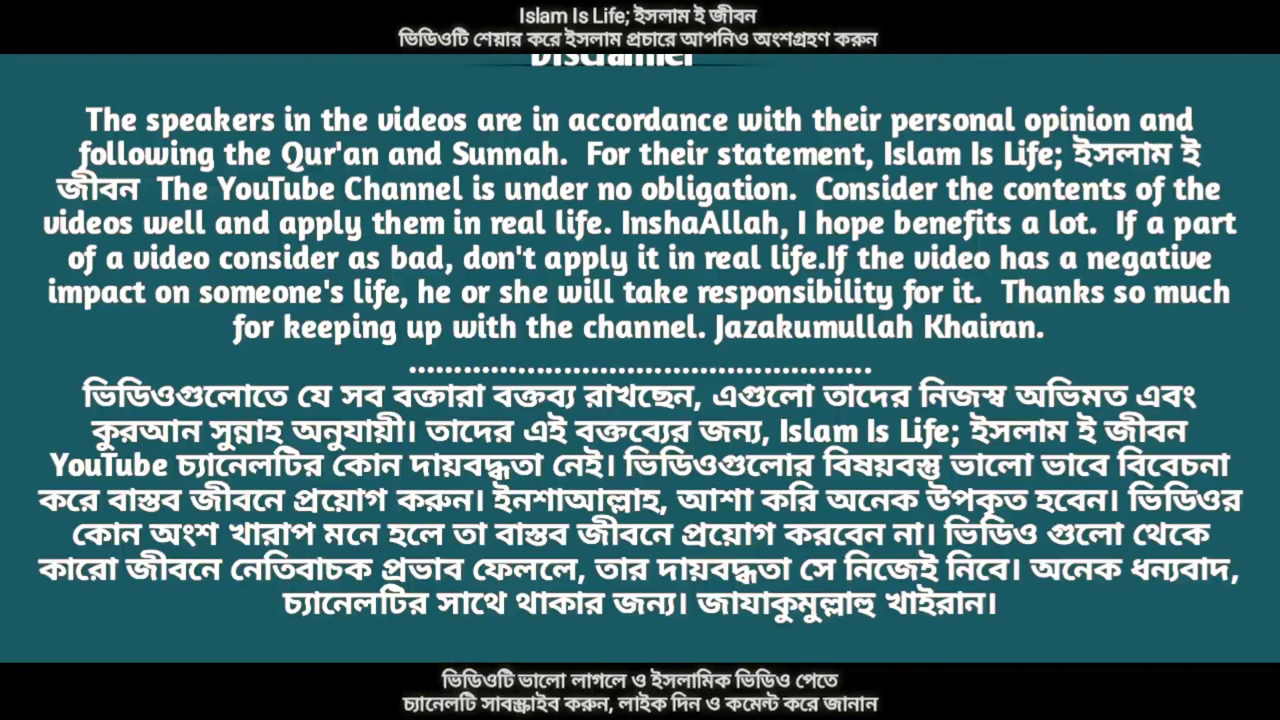 Islam Is Life; ইসলাম ই জীবন
ভিডিওটি শেয়ার করে ইসলাম প্রচারে আপনিও অংশগ্রহণ করুন
Disclaimer
The speakers in the videos are in accordance with their personal opinion and
following the Qur'an and Sunnah. For their statement, Islam Is Life; ইসলাম ই
জীবন The YouTube Channel is under no obligation. Consider the contents of the
videos well and apply them in real life. InshaAllah, I hope benefits a lot. If a part
of a video consider as bad, don't apply it in real life.If the video has a negative
impact on someone's life, he or she will take responsibility for it. Thanks so much
for keeping up with the channel. Jazakumullah Khairan.
....................................................
ভিডিওগুলোতে যে সব বক্তারা বক্তব্য রাখছেন, এগুলো তাদের নিজস্ব অভিমত এবং
কুরআন সুন্নাহ অনুযায়ী। তাদের এই বক্তব্যের জন্য, Islam Is Life; ইসলাম ই জীবন
YouTube চ্যানেলটির কোন দায়বদ্ধতা নেই। ভিডিওগুলোর বিষয়বস্তু ভালো ভাবে বিবেচনা
করে বাস্তব জীবনে প্রয়োগ করুন। ইনশাআল্লাহ, আশা করি অনেক উপকৃত হবেন। ভিডিওর
কোন অংশ খারাপ মনে হলে তা বাস্তব জীবনে প্রয়োগ করবেন না। ভিডিও গুলো থেকে
কারো জীবনে নেতিবাচক প্রভাব ফেললে, তার দায়বদ্ধতা সে নিজেই নিবে। অনেক ধন্যবাদ,
চ্যানেলটির সাথে থাকার জন্য। জাযাকুমুল্লাহু খাইরান।
ভিডিওটি ভালো লাগলে ও ইসলামিক ভিডিও পেতে
চ্যানেলটি সাবস্ক্রাইব করুন, লাইক দিন ও কমেন্ট করে জানান